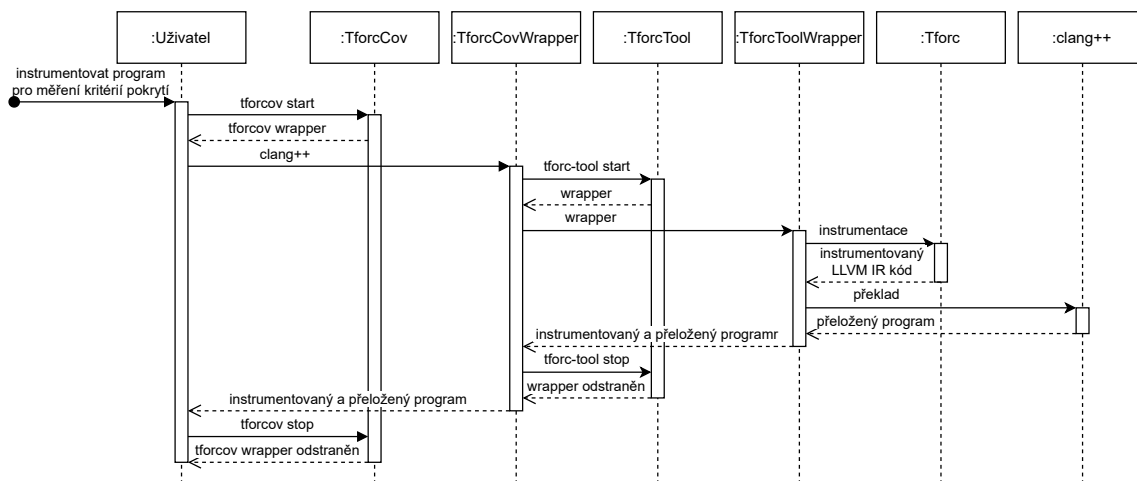 :Uživatel
:TforcCov
:TforcCovWrapper
:TforcTool
:TforcToolWrapper
:Tforc
:clang++
instrumentovat program
pro měření kritérií pokrytí
tforcov start
tforcov wrapper
clang++
tforc-tool start
wrapper
wrapper
instrumentace
instrumentovaný
LLVM IR kód
překlad
přeložený program
instrumentovaný a přeložený programr
tforc-tool stop
wrapper odstraněn
instrumentovaný a přeložený program
tforcov stop
tforcov wrapper odstraněn